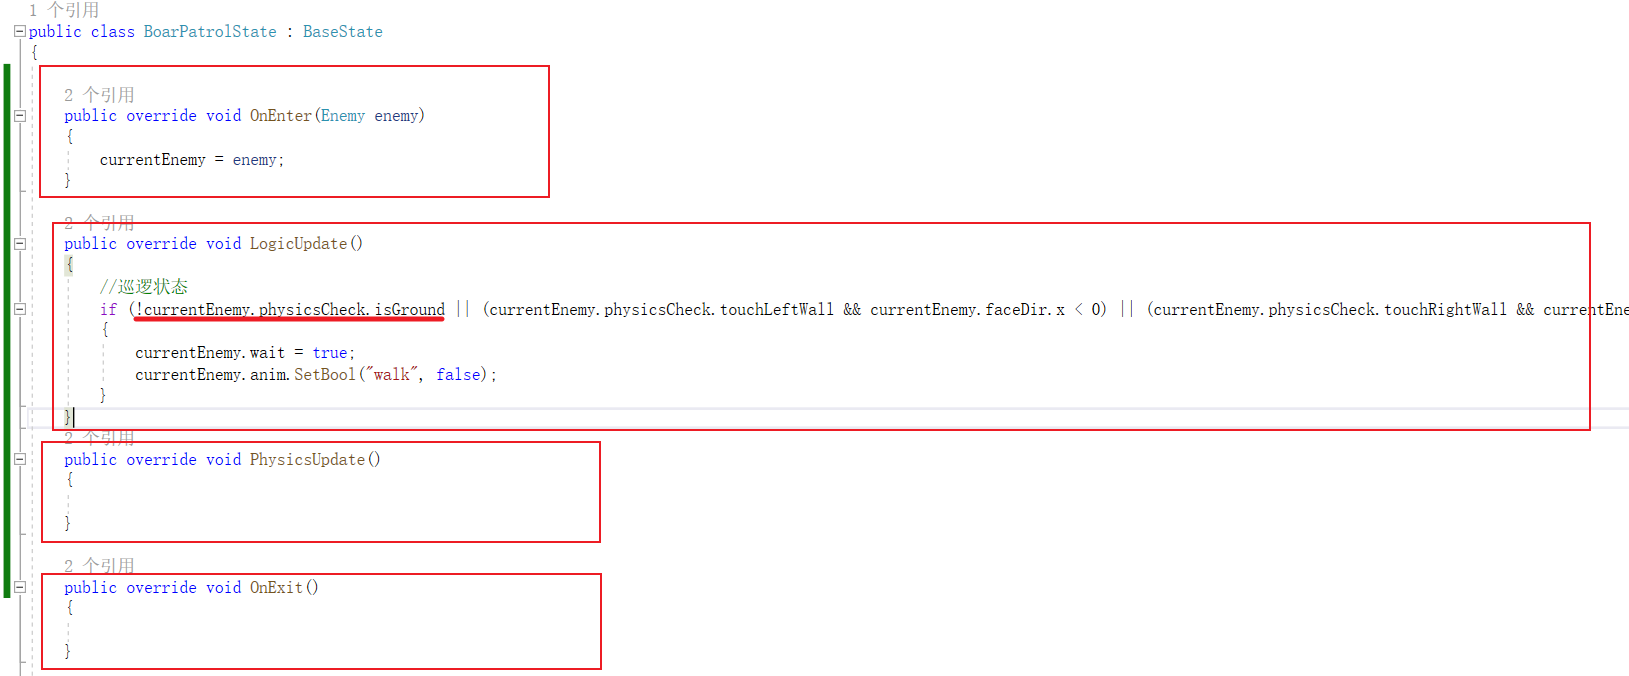 1 个引用
public class BoarPatrolState : BaseState
{
2 个引用
public override void OnEnter(Enemy enemy)
{
currentEnemy = enemy;
}
2 个引用
public override void LogicUpdate()
{
//巡逻状态
if (!currentEnemy.physicsCheck.isGround || (currentEnemy.physicsCheck.touchLeftWall && currentEnemy.faceDir.x < 0) || (currentEnemy.physicsCheck.touchRightWall && currentEne
{
currentEnemy.wait = true;
currentEnemy.anim.SetBool("walk", false);
}
}
2 个引用
public override void PhysicsUpdate()
{
}
2 个引用
public override void OnExit()
{
}